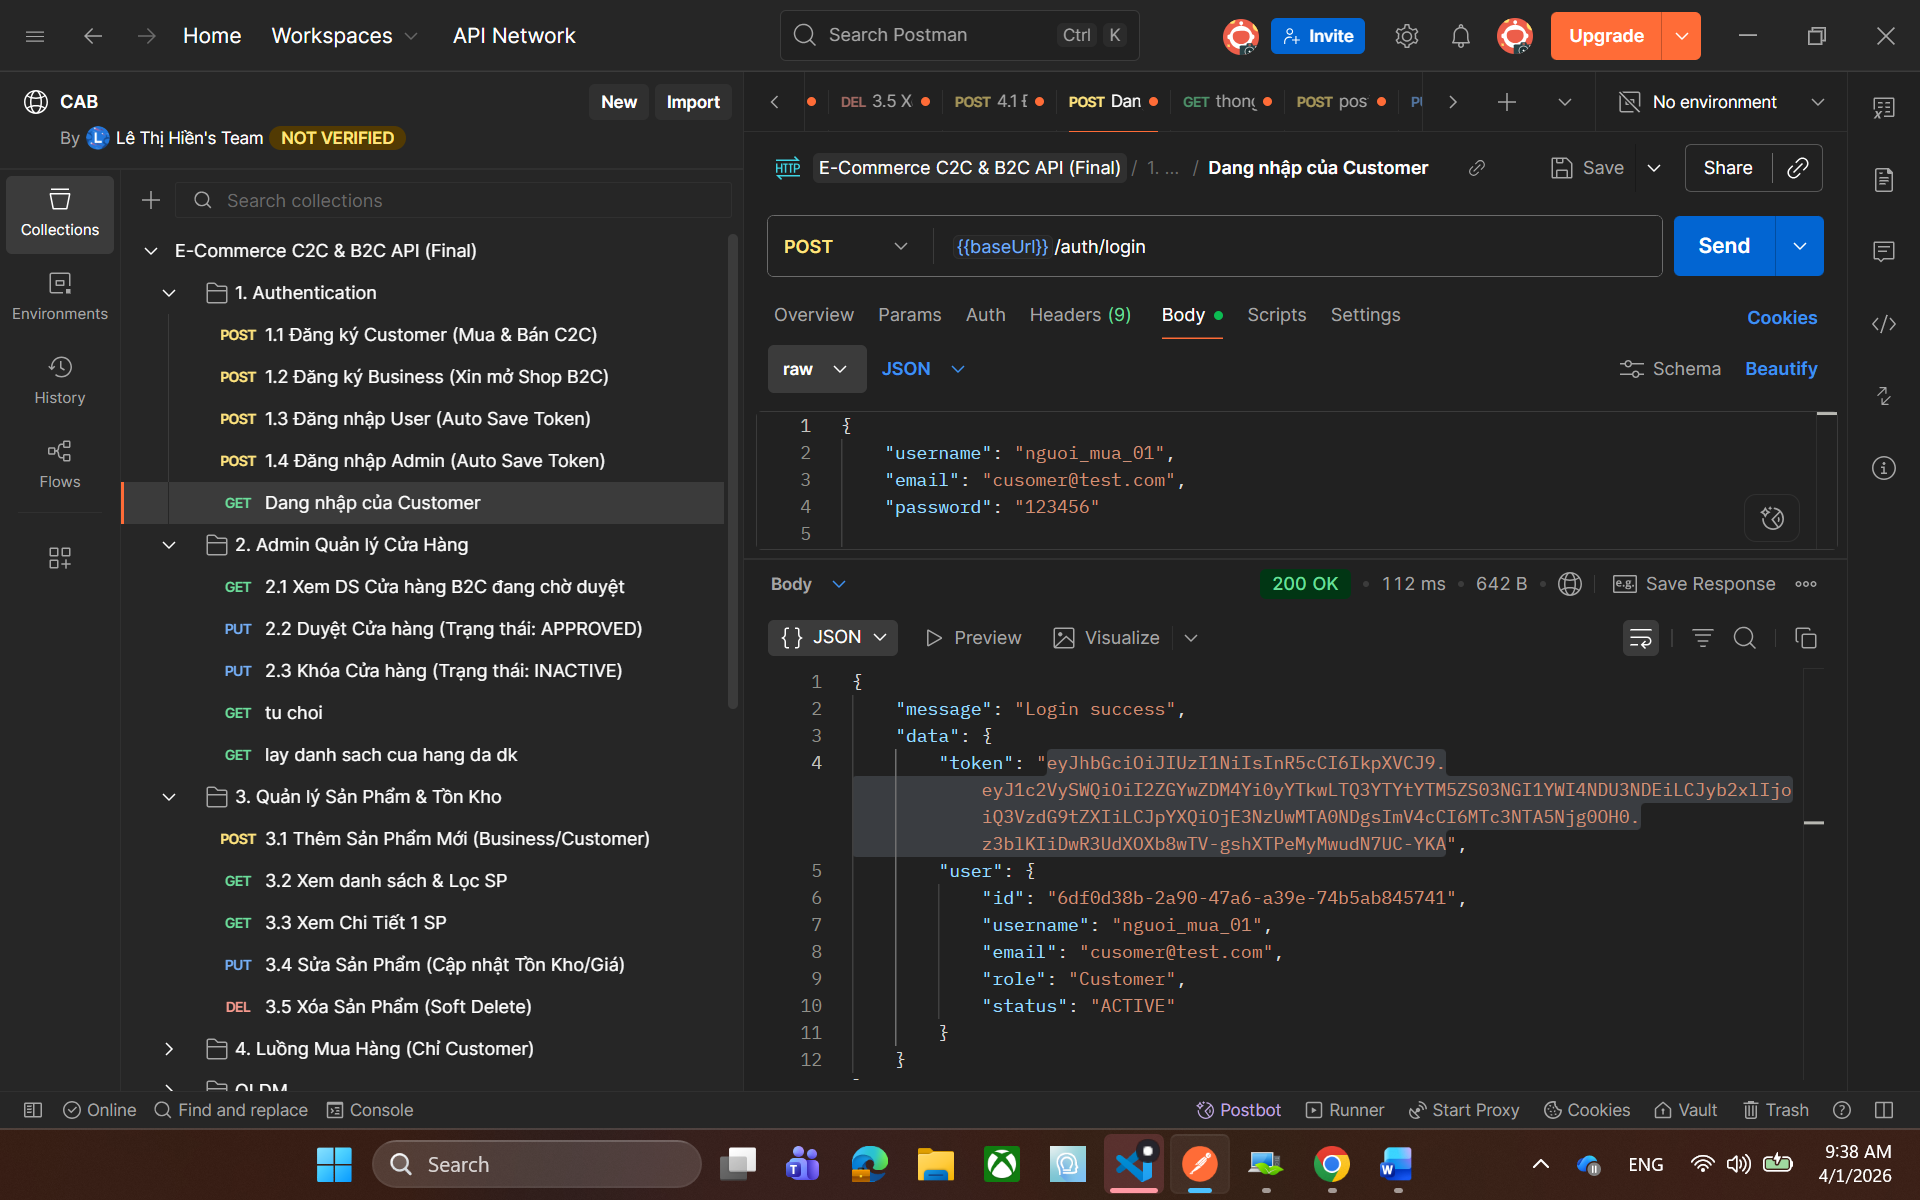 Home
Workspaces
API Network
Search Postman
Ctrl K
Invite
Upgrade
CAB
New
Import
By L Lê Thị Hiền's Team NOT VERIFIED
DEL 3.5 X
POST 4.1
POST Dan
GET thong
POST pos
No environment
Collections
Environments
History
Flows
Search collections
E-Commerce C2C & B2C API (Final)
1. Authentication
POST 1.1 Đăng ký Customer (Mua & Bán C2C)
POST 1.2 Đăng ký Business (Xin mở Shop B2C)
POST 1.3 Đăng nhập User (Auto Save Token)
POST 1.4 Đăng nhập Admin (Auto Save Token)
GET Dang nhập của Customer
2. Admin Quản lý Cửa Hàng
GET 2.1 Xem DS Cửa hàng B2C đang chờ duyệt
PUT 2.2 Duyệt Cửa hàng (Trạng thái: APPROVED)
PUT 2.3 Khóa Cửa hàng (Trạng thái: INACTIVE)
GET tu choi
GET lay danh sach cua hang da dk
3. Quản lý Sản Phẩm & Tồn Kho
POST 3.1 Thêm Sản Phẩm Mới (Business/Customer)
GET 3.2 Xem danh sách & Lọc SP
GET 3.3 Xem Chi Tiết 1 SP
PUT 3.4 Sửa Sản Phẩm (Cập nhật Tồn Kho/Giá)
DEL 3.5 Xóa Sản Phẩm (Soft Delete)
4. Luồng Mua Hàng (Chỉ Customer)
QLDM
HTTP E-Commerce C2C & B2C API (Final) / 1. ... / Dang nhập của Customer
Save
Share
POST
{{baseUrl}} /auth/login
Send
Overview
Params
Auth
Headers (9)
Body
Scripts
Settings
Cookies
raw
JSON
Schema
Beautify
1 {
2 "username": "nguoi_mua_01",
3 "email": "cusomer@test.com",
4 "password": "123456"
5
Body
200 OK
112 ms
642 B
e.g. Save Response
{} JSON
Preview
Visualize
1 {
2 "message": "Login success",
3 "data": {
4 "token": "eyJhbGciOiJIUzI1NiIsInR5cCI6IkpXVCJ9.
eyJ1c2VySWQiOiI2ZGYwZDM4Yi0yYTkwLTQ3YTYtYTM5ZS03NGI1YWI4NDU3NDEiLCJyb2xlIjo
iQ3VzdG9tZXIiLCJpYXQiOjE3NzUwMTA0NDgsImV4cCI6MTc3NTA5Njg0OH0.
z3blKIiDwR3UdXOXb8wTV-gshXTPeMyMwudN7UC-YKA",
5 "user": {
6 "id": "6df0d38b-2a90-47a6-a39e-74b5ab845741",
7 "username": "nguoi_mua_01",
8 "email": "cusomer@test.com",
9 "role": "Customer",
10 "status": "ACTIVE"
11 }
12 }
Online
Find and replace
Console
Postbot
Runner
Start Proxy
Cookies
Vault
Trash
Search
ENG
9:38 AM
4/1/2026